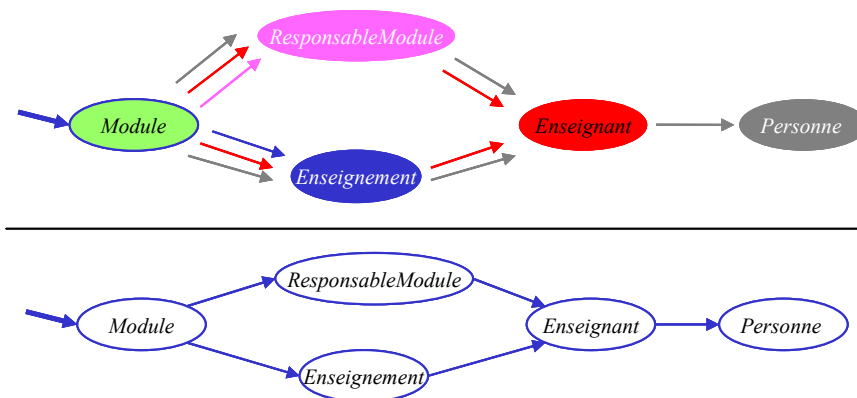 ResponsableModule
Module
Enseignant
Personne
Enseignement
ResponsableModule
Module
Enseignant
Personne
Enseignement